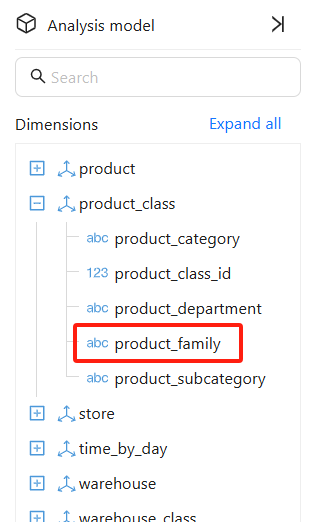 Analysis model
Search
Dimensions Expand all
product
product_class
abc product_category
123 product_class_id
abc product_department
abc product_family
abc product_subcategory
store
time_by_day
warehouse
warehouse_class